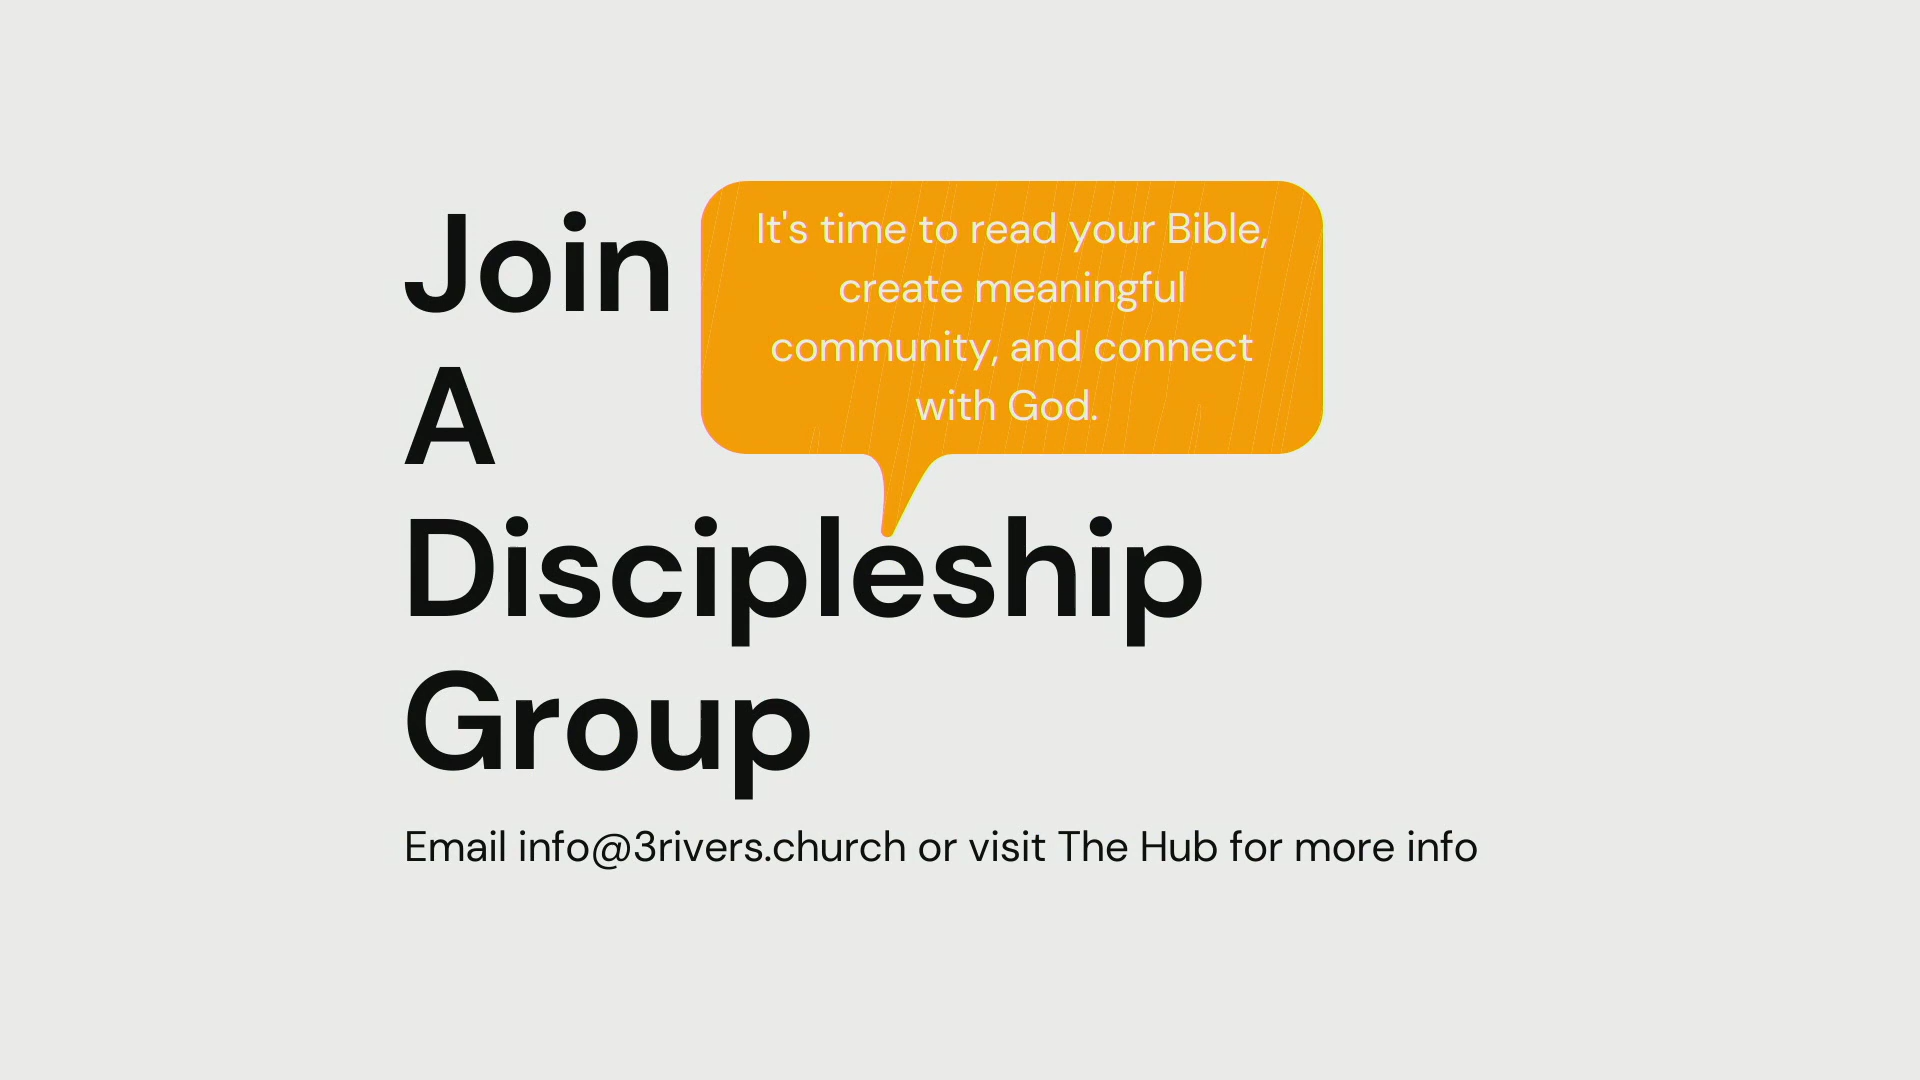 Join
A
Discipleship
Group
It's time to read your Bible,
create meaningful
community, and connect
with God.
Email info@3rivers.church or visit The Hub for more info